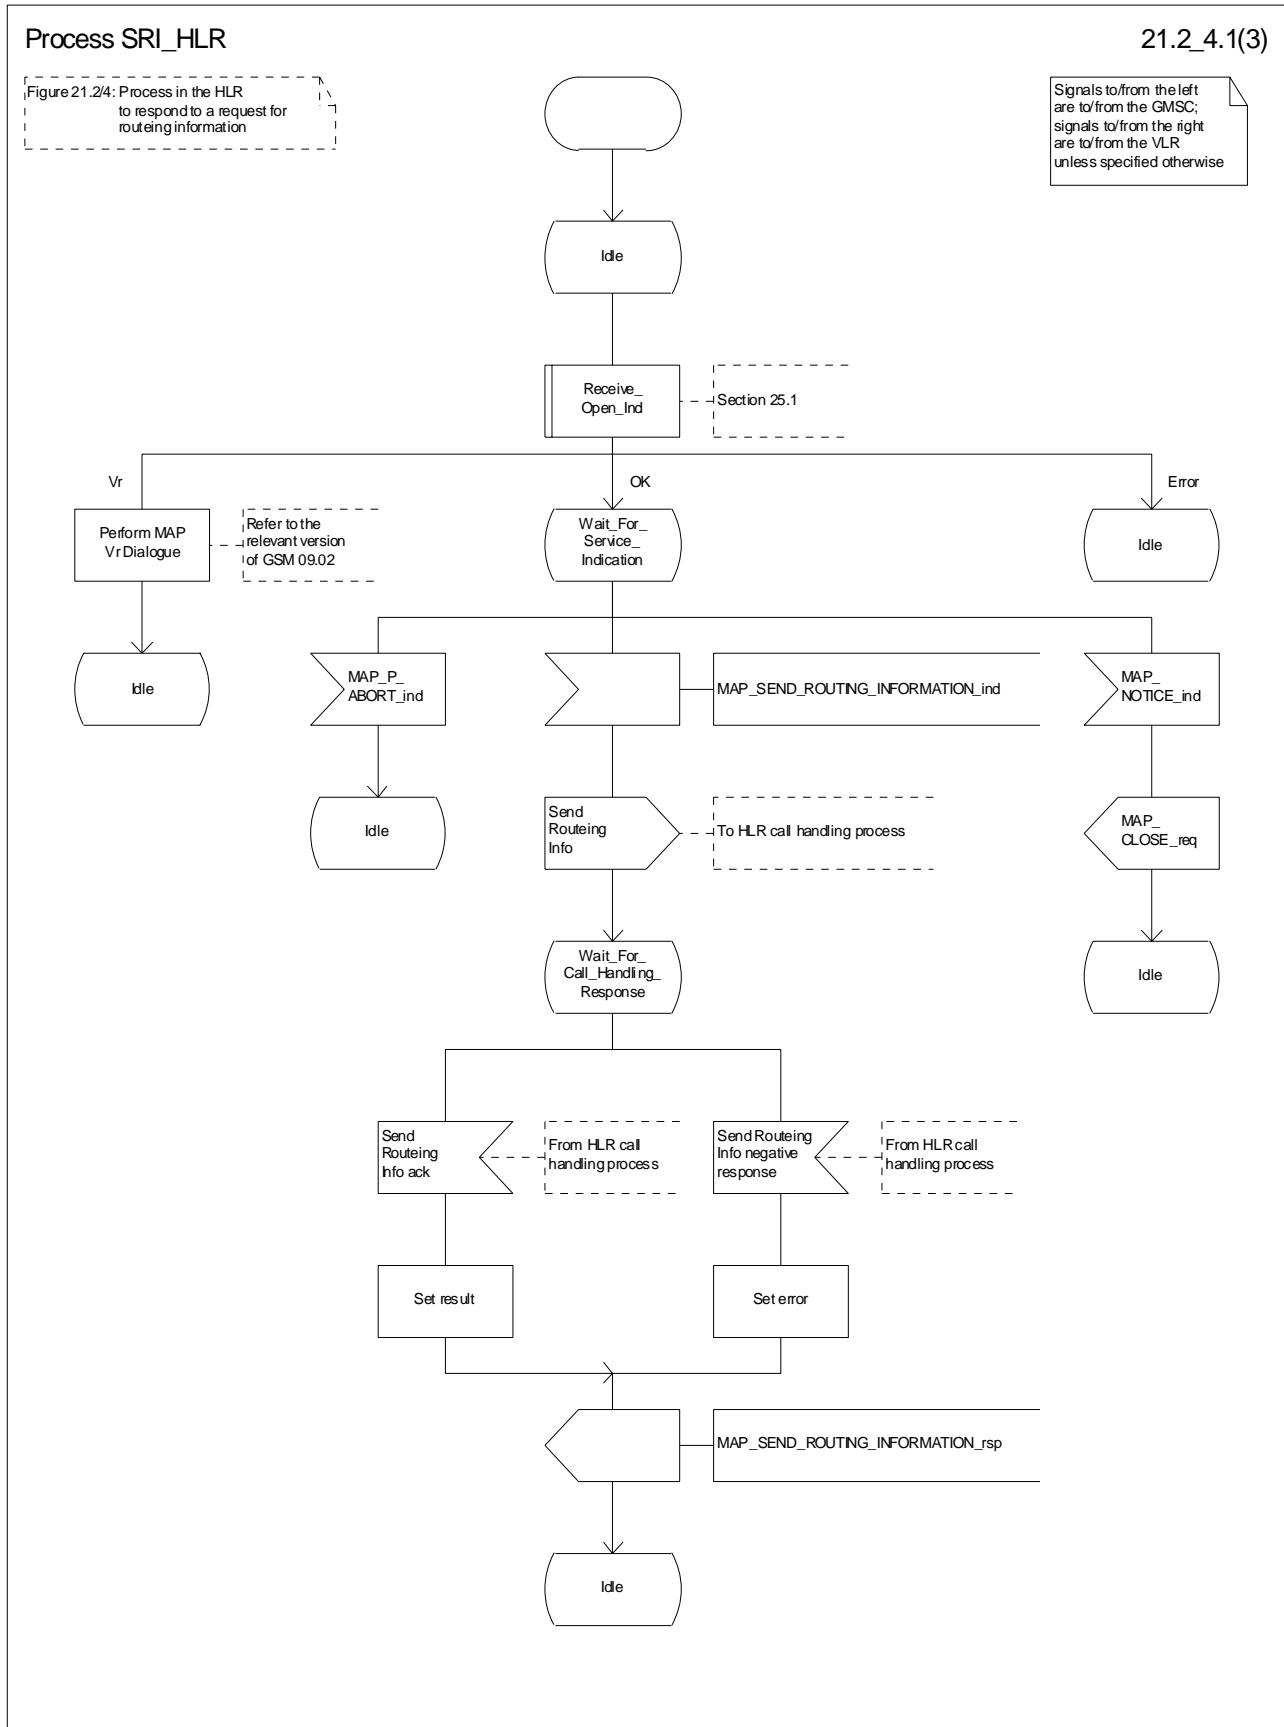 Process SRI_HLR
21.2_4.1(3)
Figure 21.2/4: Process in the HLR
to respond to a request for
routeing information
Signals to/from the left
are to/from the GMSC;
signals to/from the right
are to/from the VLR
unless specified otherwise
Idle
Receive_
Open_Ind
Section 25.1
Vr
OK
Error
Perform MAP
Vr Dialogue
Refer to the
relevant version
of GSM 09.02
Wait_For_
Service_
Indication
Idle
Idle
MAP_P_
ABORT_ind
MAP_SEND_ROUTING_INFORMATION_ind
MAP_
NOTICE_ind
Idle
Send
Routeing
Info
To HLR call handling process
MAP_
CLOSE_req
Wait_For_
Call_Handling_
Response
Idle
Send
Routeing
Info ack
From HLR call
handling process
Send Routeing
Info negative
response
From HLR call
handling process
Set result
Set error
MAP_SEND_ROUTING_INFORMATION_rsp
Idle